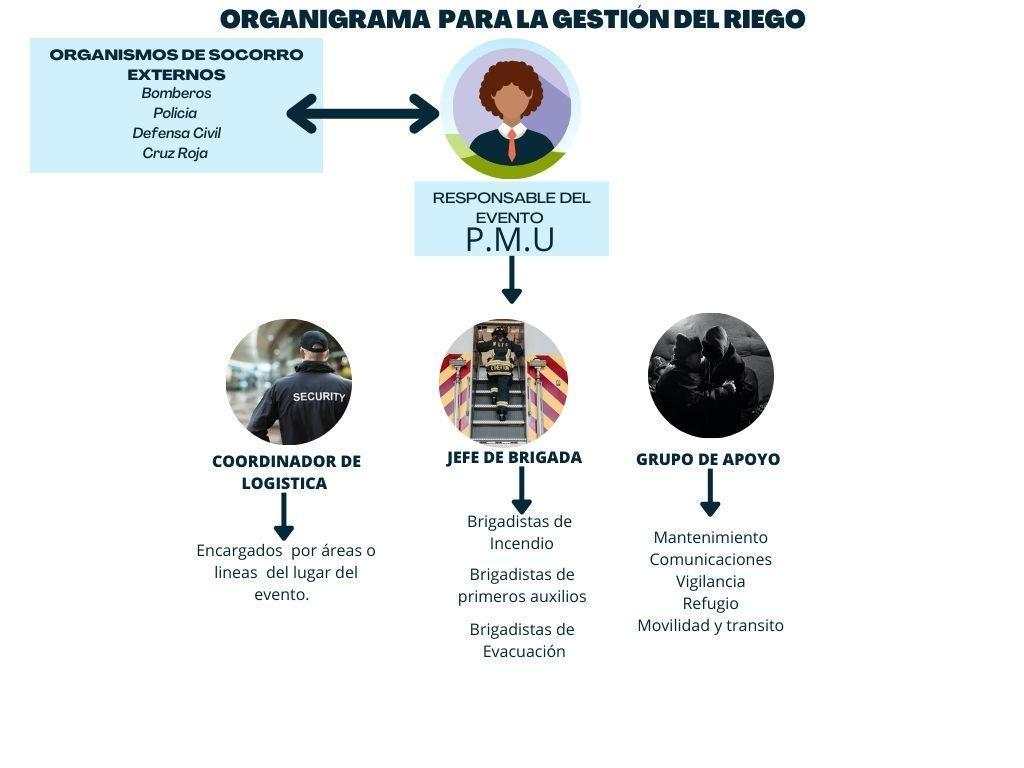 ORGANIGRAMA PARA LA GESTIÓN DEL RIEGO
ORGANISMOS DE SOCORRO
EXTERNOS
Bomberos
Policia
Defensa Civil
Cruz Roja
RESPONSABLE DEL
EVENTO
P.M.U
SECURITY
EVERTON
COORDINADOR DE
LOGISTICA
JEFE DE BRIGADA
GRUPO DE APOYO
Encargados por áreas o
lineas del lugar del
evento.
Brigadistas de
Incendio
Brigadistas de
primeros auxilios
Brigadistas de
Evacuación
Mantenimiento
Comunicaciones
Vigilancia
Refugio
Movilidad y transito